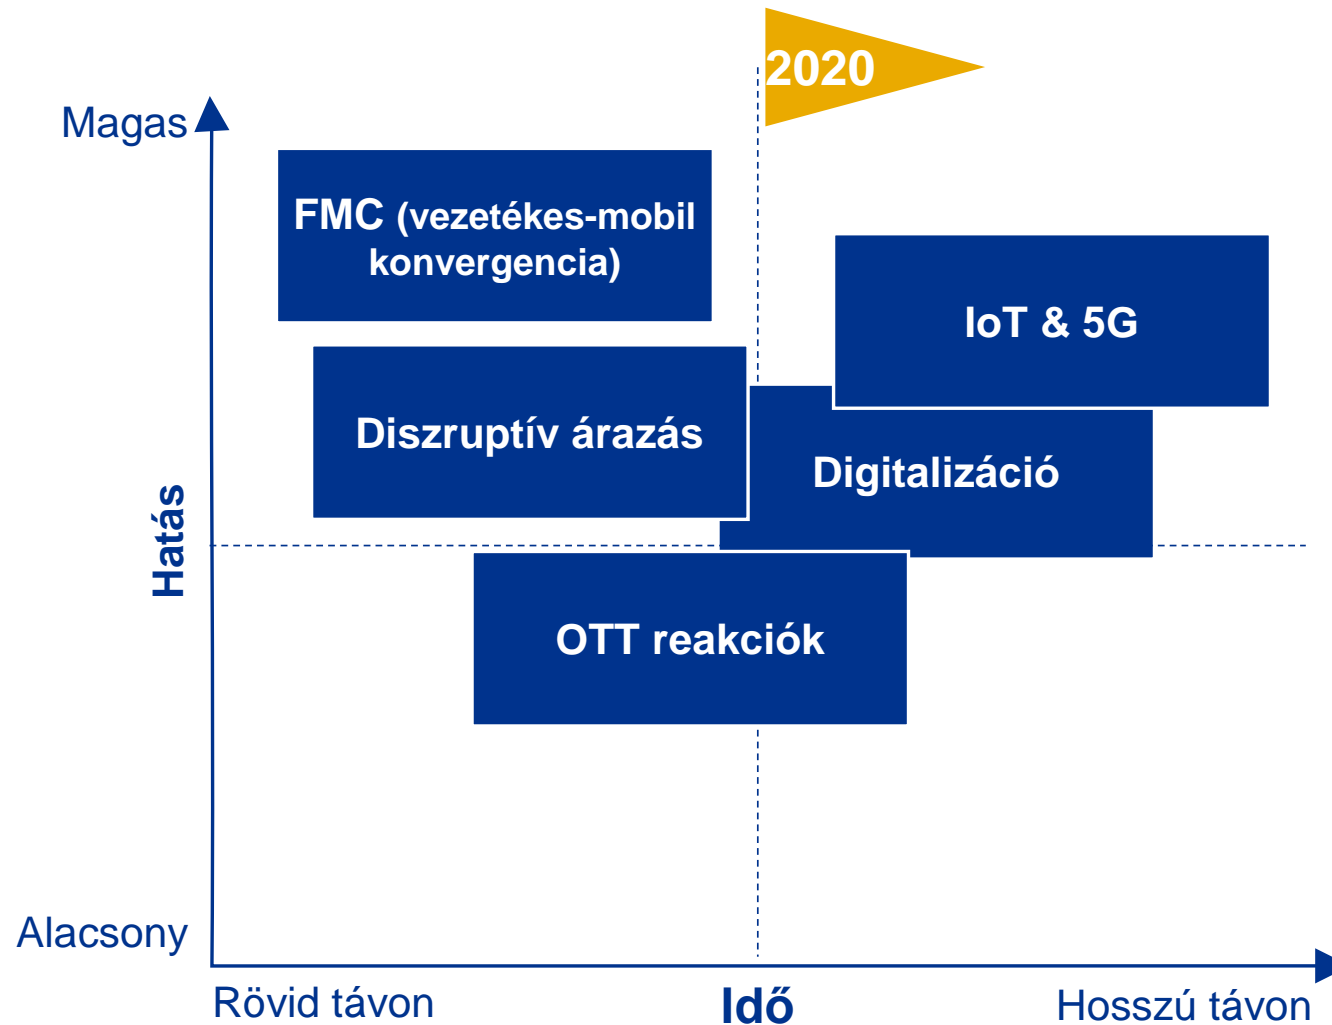 2020
Magas
FMC (vezetékes-mobil
konvergencia)
IoT & 5G
Diszruptív árazás
Digitalizáció
Hatás
OTT reakciók
Alacsony
Rövid távon
Idő
Hosszú távon